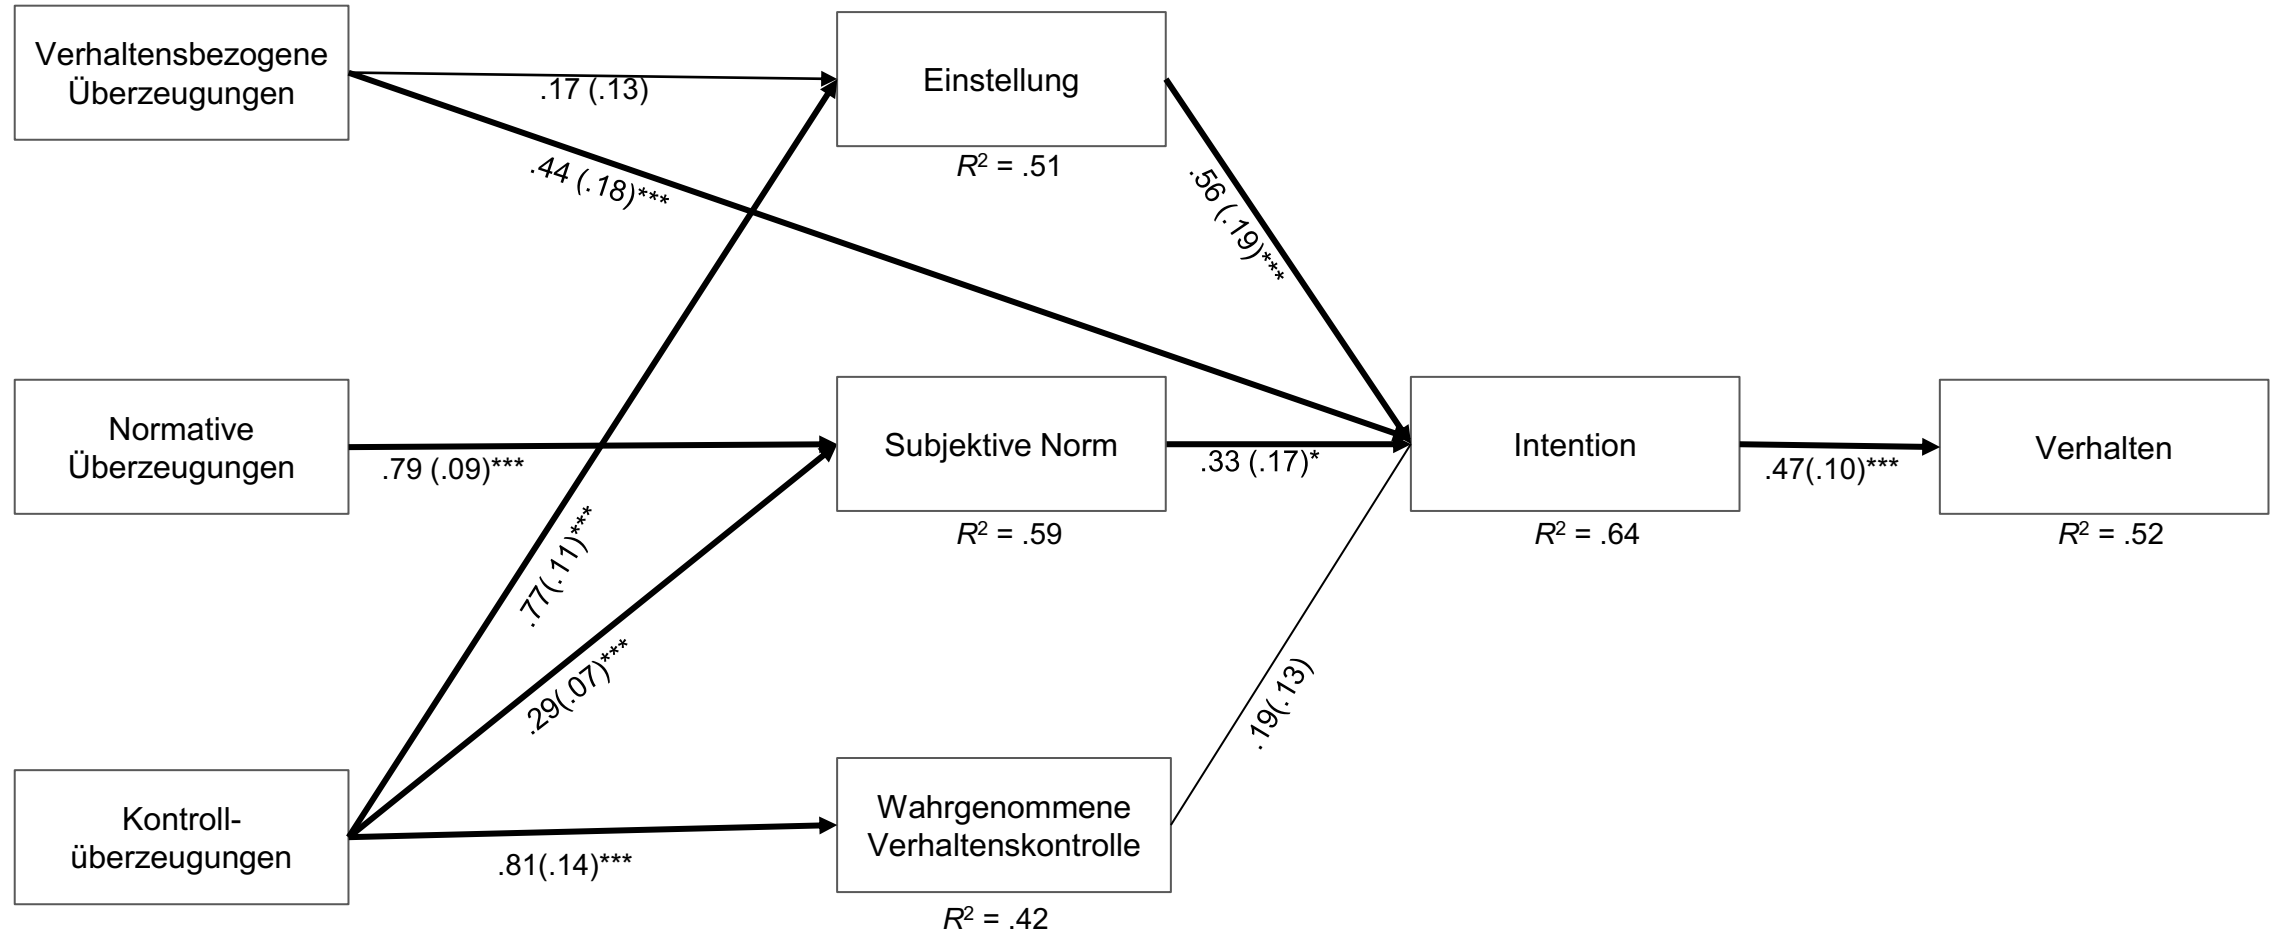 Verhaltensbezogene
Überzeugungen
.17 (.13)
Einstellung
R² = .51
.44 (.18)***
.56 (.19)***
Normative
Überzeugungen
.79 (.09)***
Subjektive Norm
R² = .59
.33 (.17)*
Intention
R² = .64
.47(.10)***
Verhalten
R² = .52
.77(.11)***
.29(.07)***
.19(.13)
Kontroll-
überzeugungen
.81(.14)***
Wahrgenommene
Verhaltenskontrolle
R² = .42